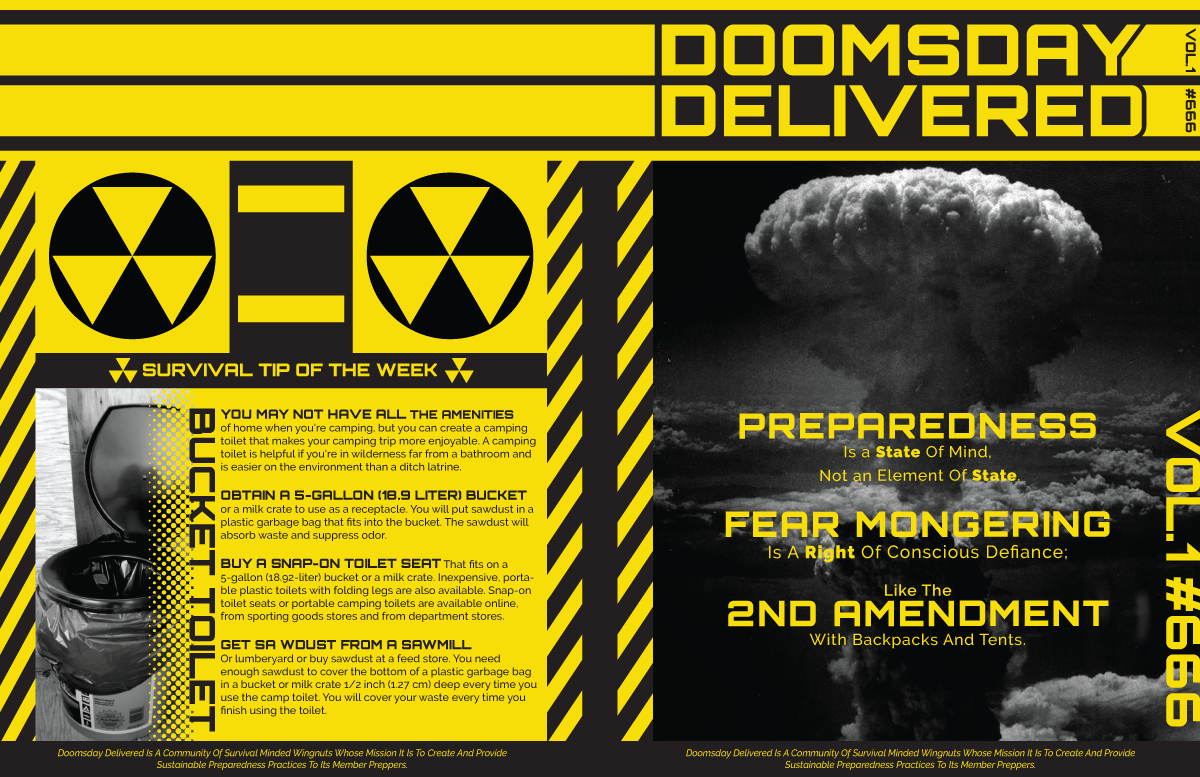 DOOMSDAY
DELIVERED
VOL.1
#666
SURVIVAL TIP OF THE WEEK
BUCKET TOILET
YOU MAY NOT HAVE ALL THE AMENITIES
of home when you're camping, but you can create a camping
toilet that makes your camping trip more enjoyable. A camping
toilet is helpful if you're in wilderness far from a bathroom and
is easier on the environment than a ditch latrine.
OBTAIN A 5-GALLON (18.9 LITER) BUCKET
or a milk crate to use as a receptacle. You will put sawdust in a
plastic garbage bag that fits into the bucket. The sawdust will
absorb waste and suppress odor.
BUY A SNAP-ON TOILET SEAT That fits on a
5-gallon (18.92-liter) bucket or a milk crate. Inexpensive, porta-
ble plastic toilets with folding legs are also available. Snap-on
toilet seats or portable camping toilets are available online,
from sporting goods stores and from department stores.
GET SA WDUST FROM A SAWMILL
Or lumberyard or buy sawdust at a feed store. You need
enough sawdust to cover the bottom of a plastic garbage bag
in a bucket or milk crate 1/2 inch (1.27 cm) deep every time you
use the camp toilet. You will cover your waste every time you
finish using the toilet.
Doomsday Delivered Is A Community Of Survival Minded Wingnuts Whose Mission It Is To Create And Provide
Sustainable Preparedness Practices To Its Member Preppers.
PREPAREDNESS
Is a State Of Mind,
Not an Element Of State.
FEAR MONGERING
Is A Right Of Conscious Defiance;
Like The
2ND AMENDMENT
With Backpacks And Tents.
VOL.1 #666
Doomsday Delivered Is A Community Of Survival Minded Wingnuts Whose Mission It Is To Create And Provide
Sustainable Preparedness Practices To Its Member Preppers.